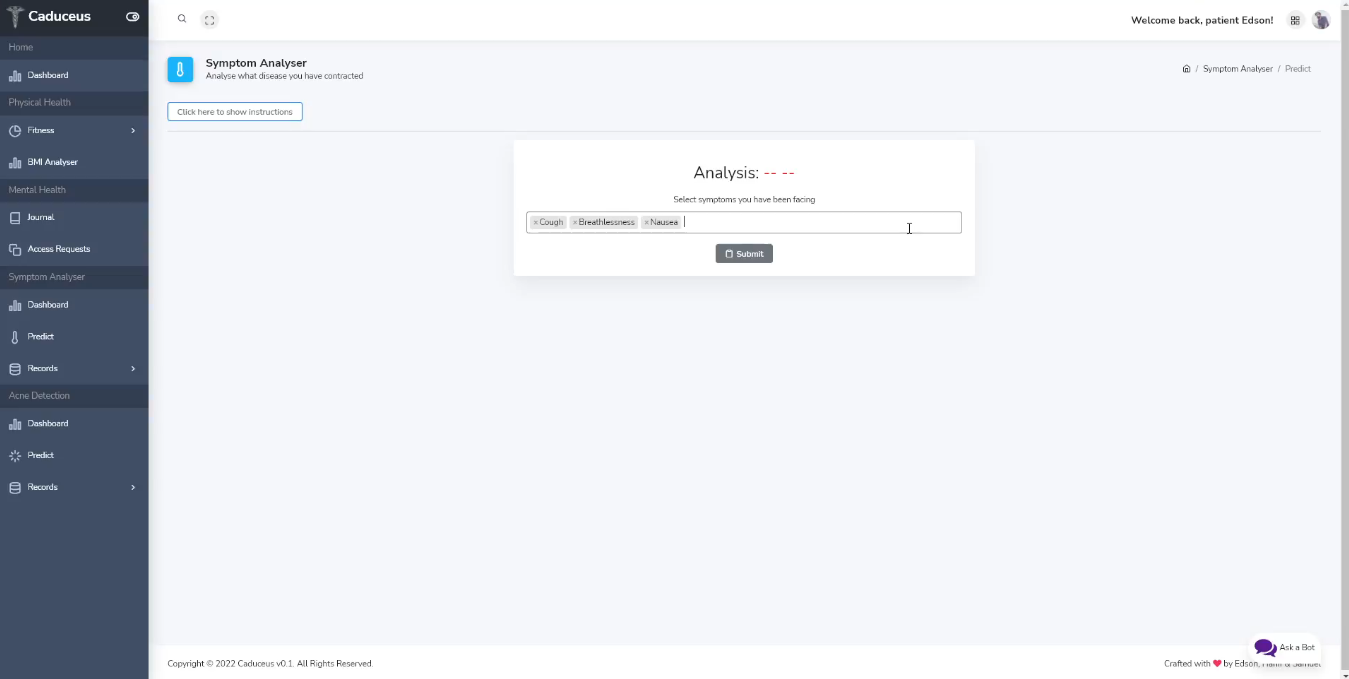 Caduceus
Welcome back, patient Edson!
Home
Dashboard
Physical Health
Fitness
BMI Analyser
Mental Health
Journal
Access Requests
Symptom Analyser
Dashboard
Predict
Records
Acne Detection
Dashboard
Predict
Records
Symptom Analyser
Analyse what disease you have contracted
/ Symptom Analyser / Predict
Click here to show instructions
Analysis: -- --
Select symptoms you have been facing
× Cough × Breathlessness × Nausea
Submit
Ask a Bot
Copyright © 2022 Caduceus v0.1. All Rights Reserved.
Crafted with ❤ by Edson, & Samuel